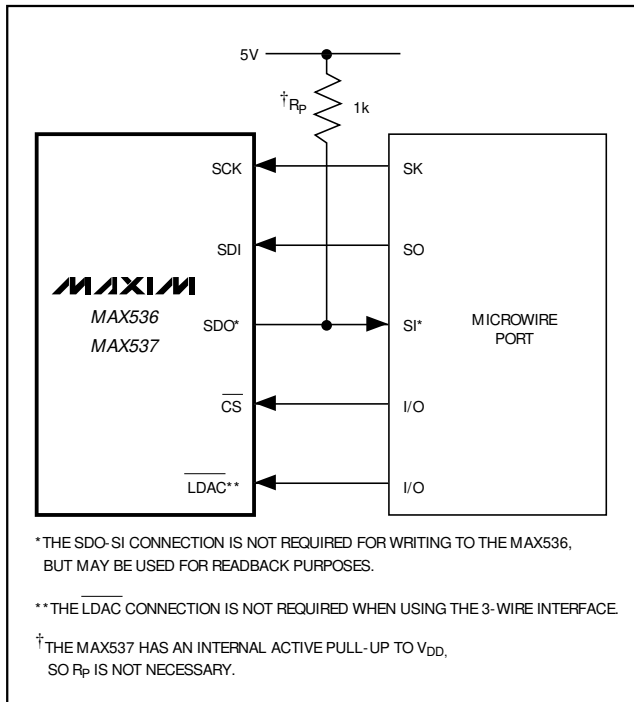 5V
†RP 1k
SCK SK
SDI SO
MAXIM
MAX536
MAX537
SDO* SI*
MICROWIRE
PORT
CS I/O
LDAC** I/O
*THE SDO-SI CONNECTION IS NOT REQUIRED FOR WRITING TO THE MAX536,
BUT MAY BE USED FOR READBACK PURPOSES.
**THE LDAC CONNECTION IS NOT REQUIRED WHEN USING THE 3-WIRE INTERFACE.
†THE MAX537 HAS AN INTERNAL ACTIVE PULL-UP TO VDD,
SO RP IS NOT NECESSARY.